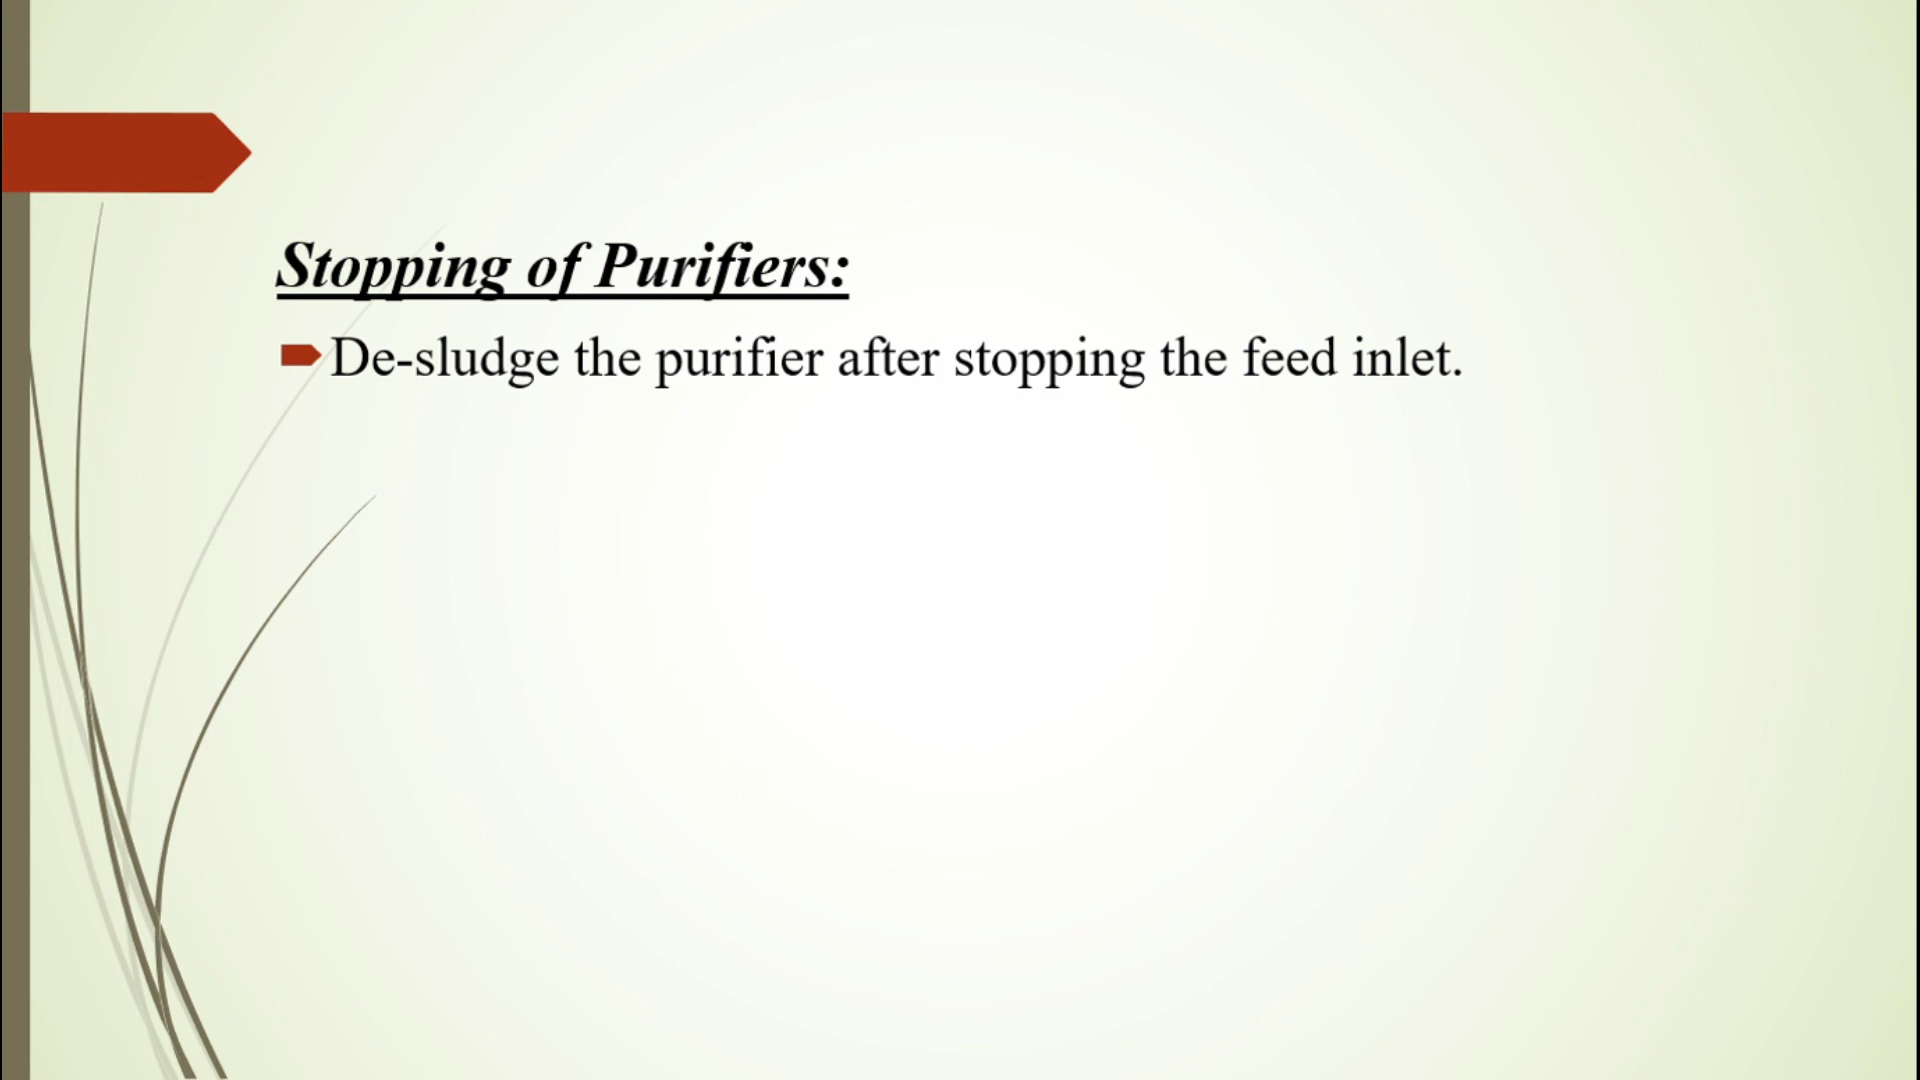 Stopping of Purifiers:
De-sludge the purifier after stopping the feed inlet.